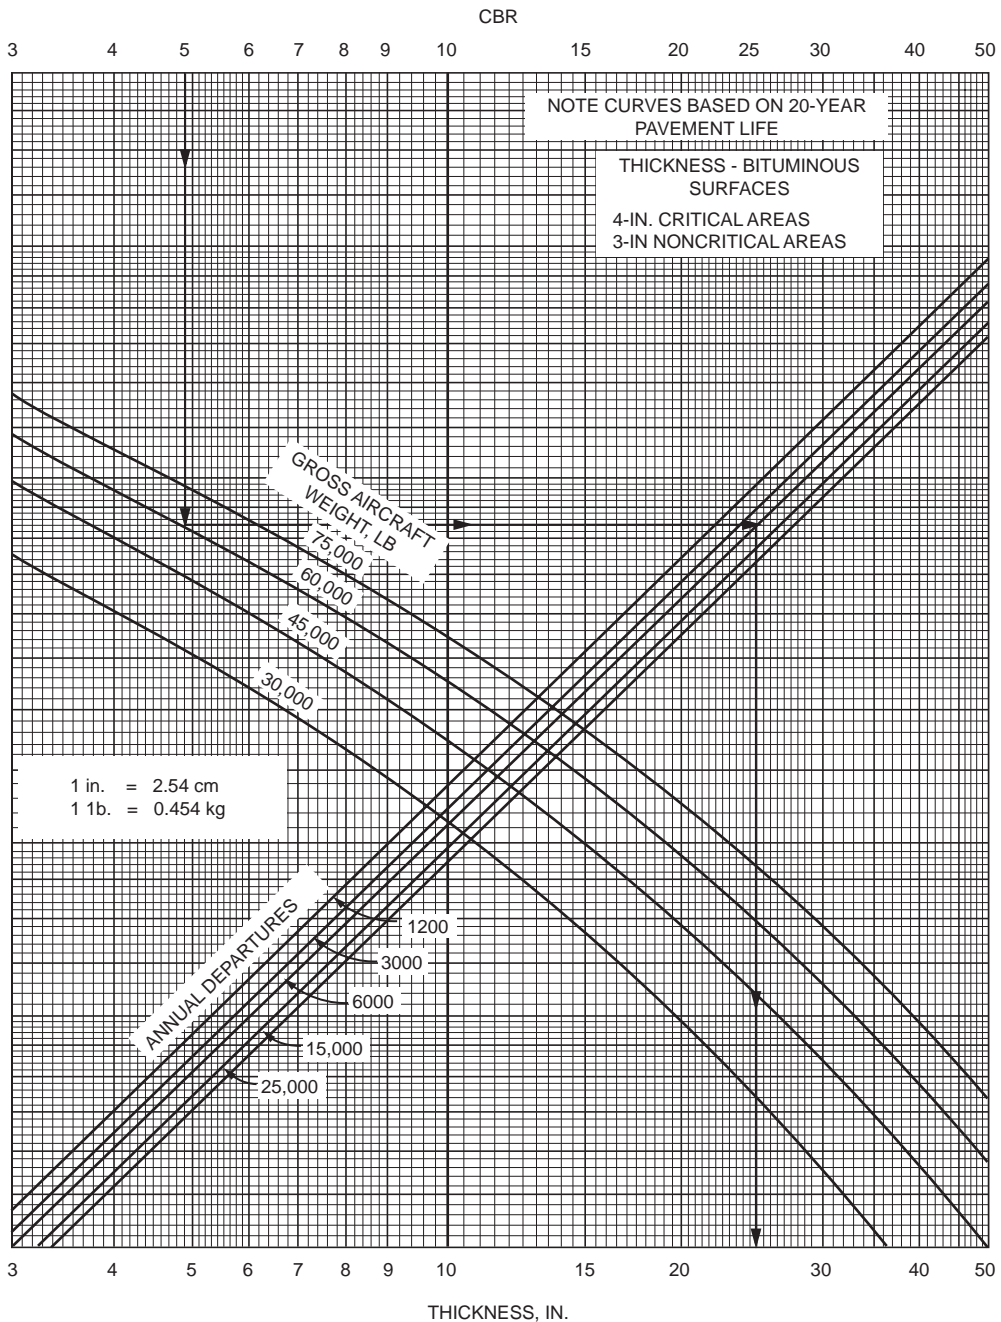 CBR
3 4 5 6 7 8 9 10 15 20 25 30 40 50
NOTE CURVES BASED ON 20-YEAR
PAVEMENT LIFE
THICKNESS - BITUMINOUS
SURFACES
4-IN. CRITICAL AREAS
3-IN NONCRITICAL AREAS
GROSS AIRCRAFT
WEIGHT, LB
75,000
60,000
45,000
30,000
1 in. = 2.54 cm
1 1b. = 0.454 kg
ANNUAL DEPARTURES
1200
3000
6000
15,000
25,000
3 4 5 6 7 8 9 10 15 20 30 40 50
THICKNESS, IN.